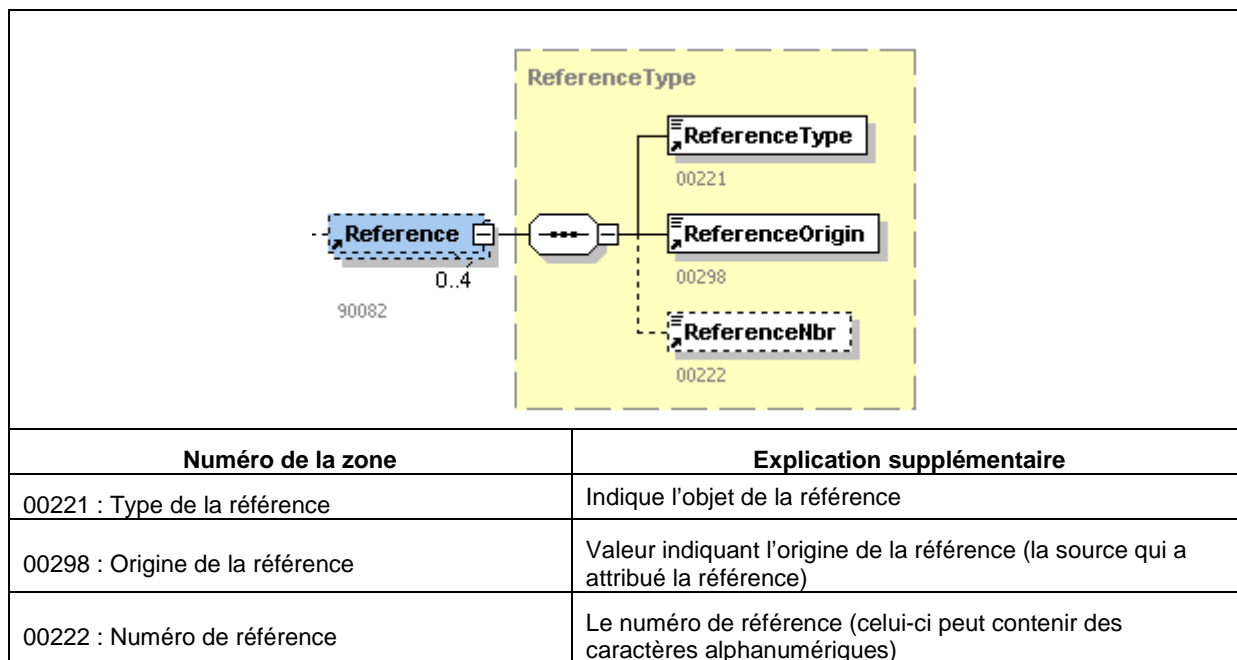 ReferenceType
ReferenceType
00221
Reference
0..4
90082
ReferenceOrigin
00298
ReferenceNbr
00222
Numéro de la zone
Explication supplémentaire
00221 : Type de la référence
Indique l’objet de la référence
00298 : Origine de la référence
Valeur indiquant l’origine de la référence (la source qui a
attribué la référence)
00222 : Numéro de référence
Le numéro de référence (celui-ci peut contenir des
caractères alphanumériques)